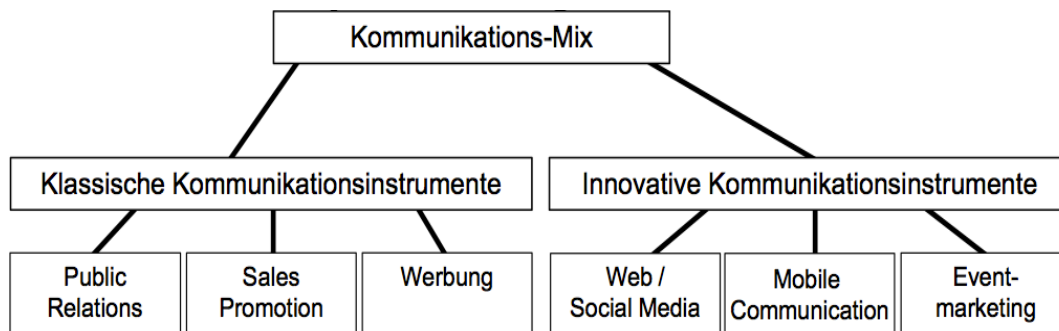 Kommunikations-Mix
Klassische Kommunikationsinstrumente
Innovative Kommunikationsinstrumente
Public
Relations
Sales
Promotion
Werbung
Web /
Social Media
Mobile
Communication
Event-
marketing